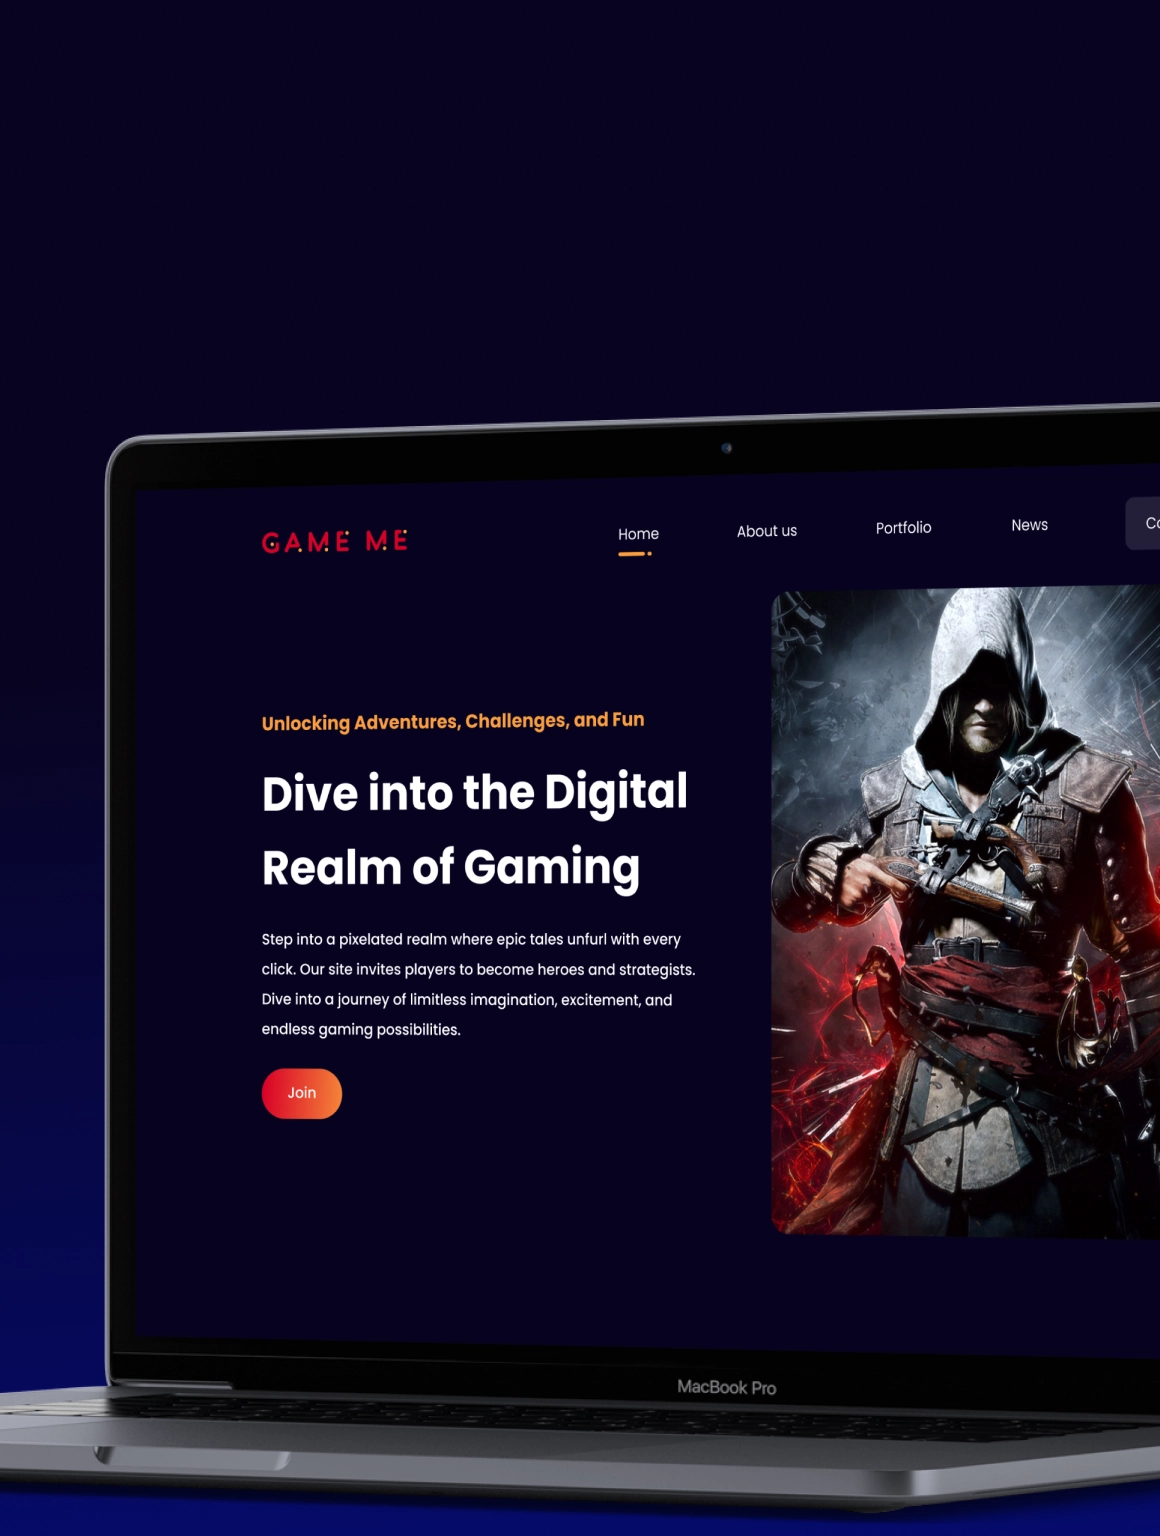 GAME ME
Home
About us
Portfolio
News
Unlocking Adventures, Challenges, and Fun
Dive into the Digital
Realm of Gaming
Step into a pixelated realm where epic tales unfurl with every
click. Our site invites players to become heroes and strategists.
Dive into a journey of limitless imagination, excitement, and
endless gaming possibilities.
Join
MacBook Pro